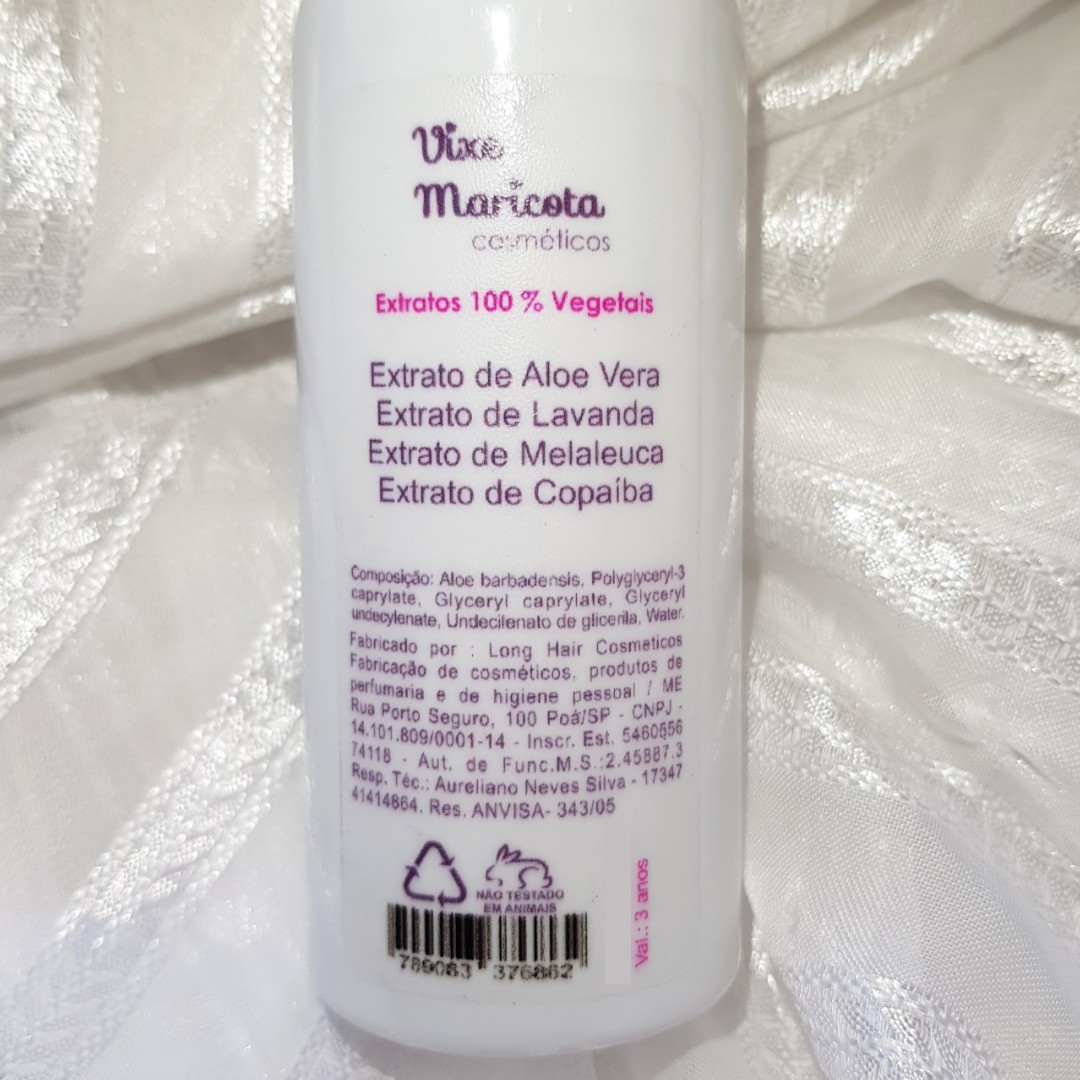 Vixe
Maricota
cosméticos
Extratos 100 % Vegetais
Extrato de Aloe Vera
Extrato de Lavanda
Extrato de Melaleuca
Extrato de Copaíba
Composição: Aloe barbadensis, Polyglyceryl-3
caprylate, Glyceryl caprylate, Glyceryl
undecylenate, Undecilenato de glicerila, Water.
Fabricado por : Long Hair Cosmeticos
Fabricação de cosméticos, produtos de
perfumaria e de higiene pessoal / ME
Rua Porto Seguro, 100 Poá/SP - CNPJ -
14.101.809/0001-14 - Inscr. Est. 5460556
74118 - Aut. de Func.M.S.:2.45887.3
Resp. Téc.: Aureliano Neves Silva - 17347
41414864. Res. ANVISA- 343/05
NÃO TESTADO
EM ANIMAIS
789083 376862
Val.: 3 anos